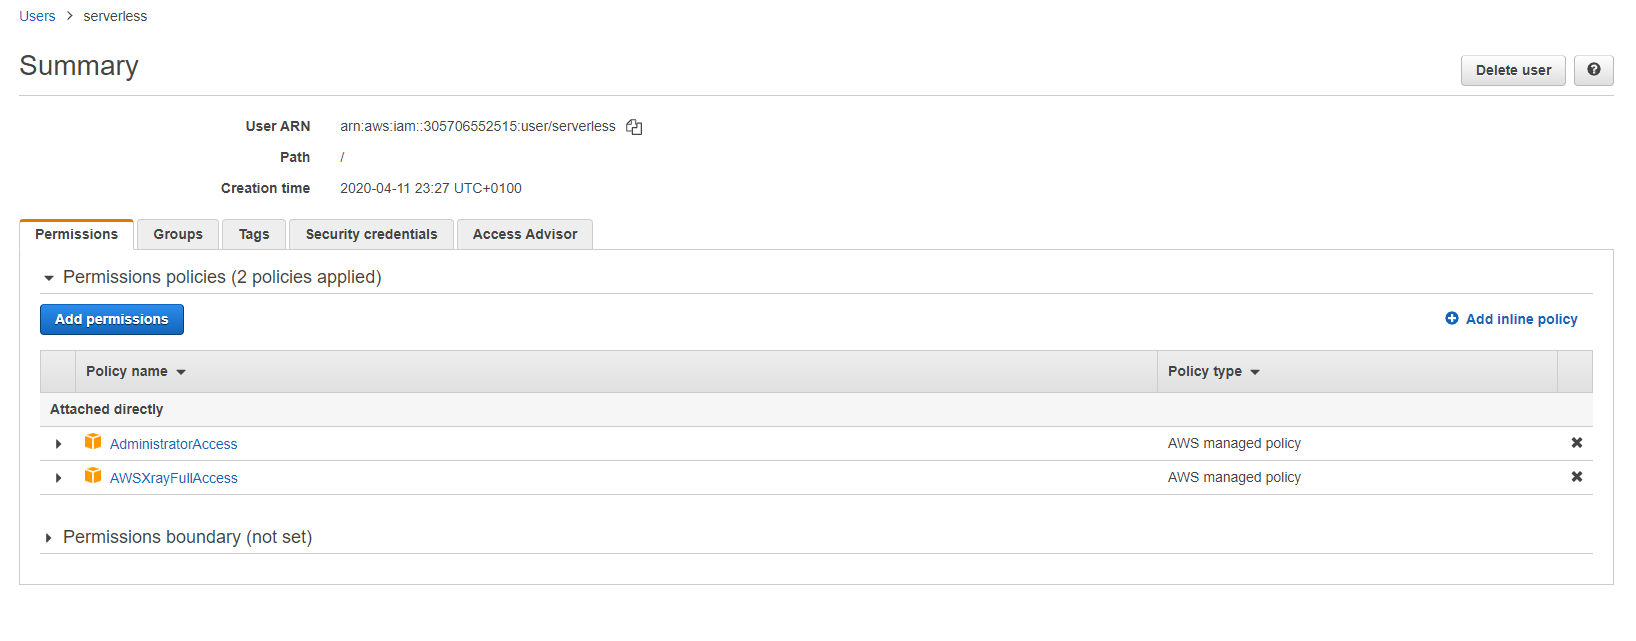 Users > serverless
Summary
Delete user
User ARN arn:aws:iam::305706552515:user/serverless
Path /
Creation time 2020-04-11 23:27 UTC+0100
Permissions Groups Tags Security credentials Access Advisor
Permissions policies (2 policies applied)
Add permissions Add inline policy
Policy name Policy type
Attached directly
AdministratorAccess AWS managed policy
AWSXrayFullAccess AWS managed policy
Permissions boundary (not set)